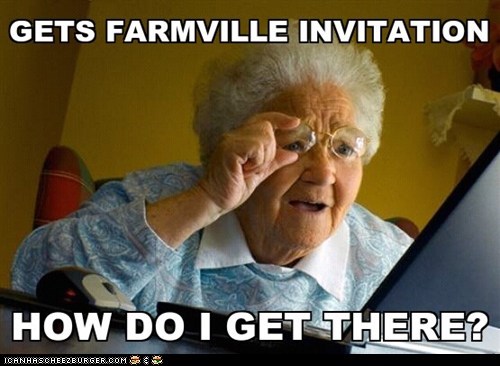 GETS FARMVILLE INVITATION
HOW DO I GET THERE?
ICANHASCHEEZBURGER.COM